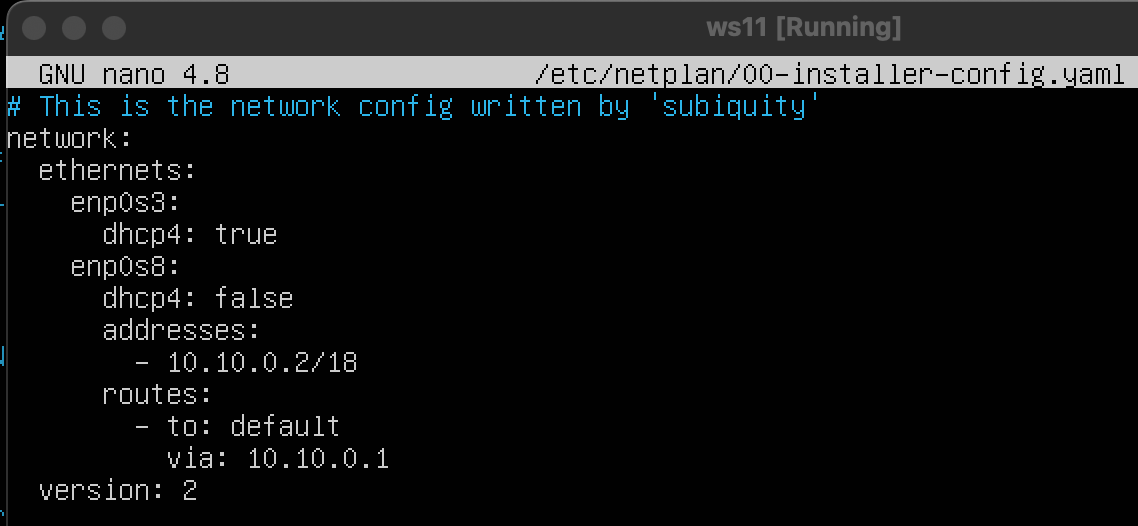 ws11 [Running]
GNU nano 4.8 /etc/netplan/00-installer-config.yaml
# This is the network config written by 'subiquity'
network:
  ethernets:
    enp0s3:
      dhcp4: true
    enp0s8:
      dhcp4: false
      addresses:
        - 10.10.0.2/18
      routes:
        - to: default
          via: 10.10.0.1
  version: 2